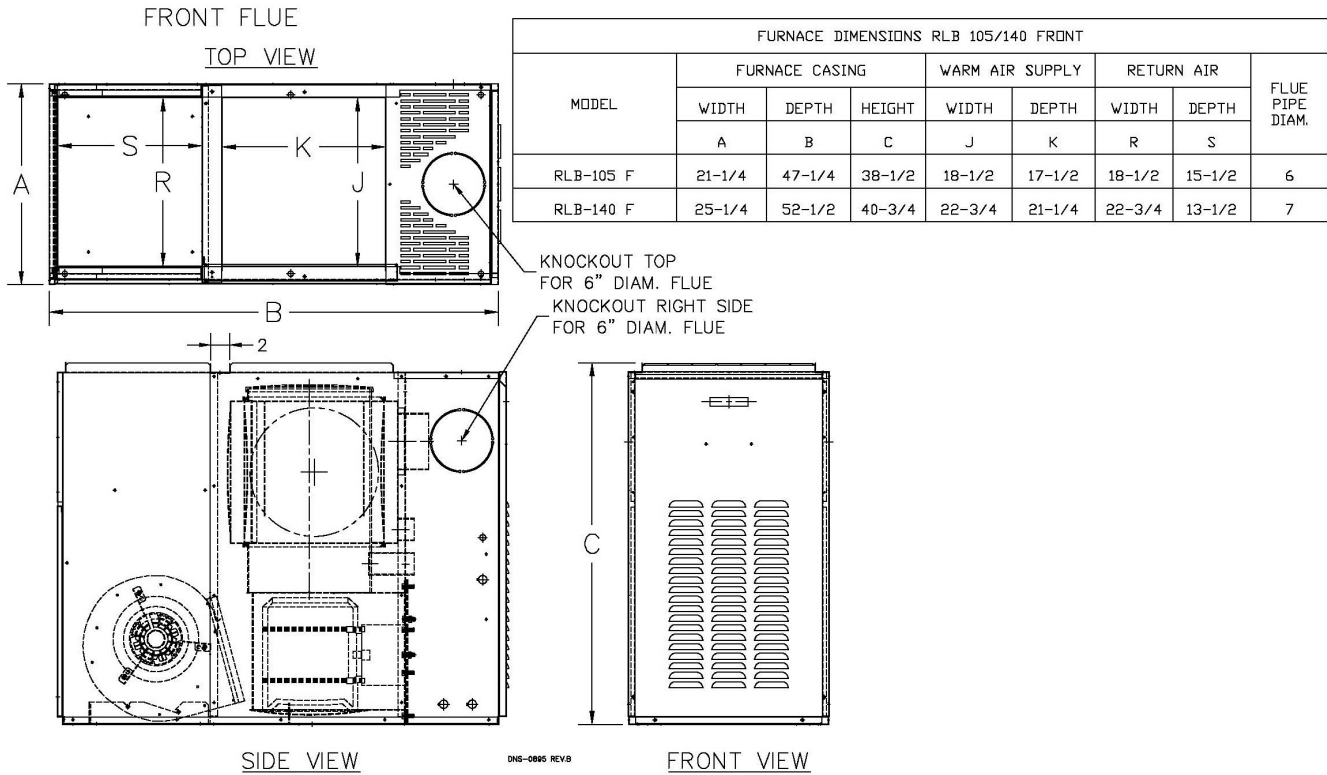 FRONT FLUE
TOP VIEW
S
R
K
J
A
B
KNOCKOUT TOP
FOR 6" DIAM. FLUE
KNOCKOUT RIGHT SIDE
FOR 6" DIAM. FLUE
FURNACE DIMENSIONS RLB 105/140 FRONT
MODEL FURNACE CASING WARM AIR SUPPLY RETURN AIR FLUE PIPE DIAM.
WIDTH DEPTH HEIGHT WIDTH DEPTH WIDTH DEPTH
A B C J K R S
RLB-105 F 21-1/4 47-1/4 38-1/2 18-1/2 17-1/2 18-1/2 15-1/2 6
RLB-140 F 25-1/4 52-1/2 40-3/4 22-3/4 21-1/4 22-3/4 13-1/2 7
2
C
SIDE VIEW
DNS-0895 REV.B
FRONT VIEW